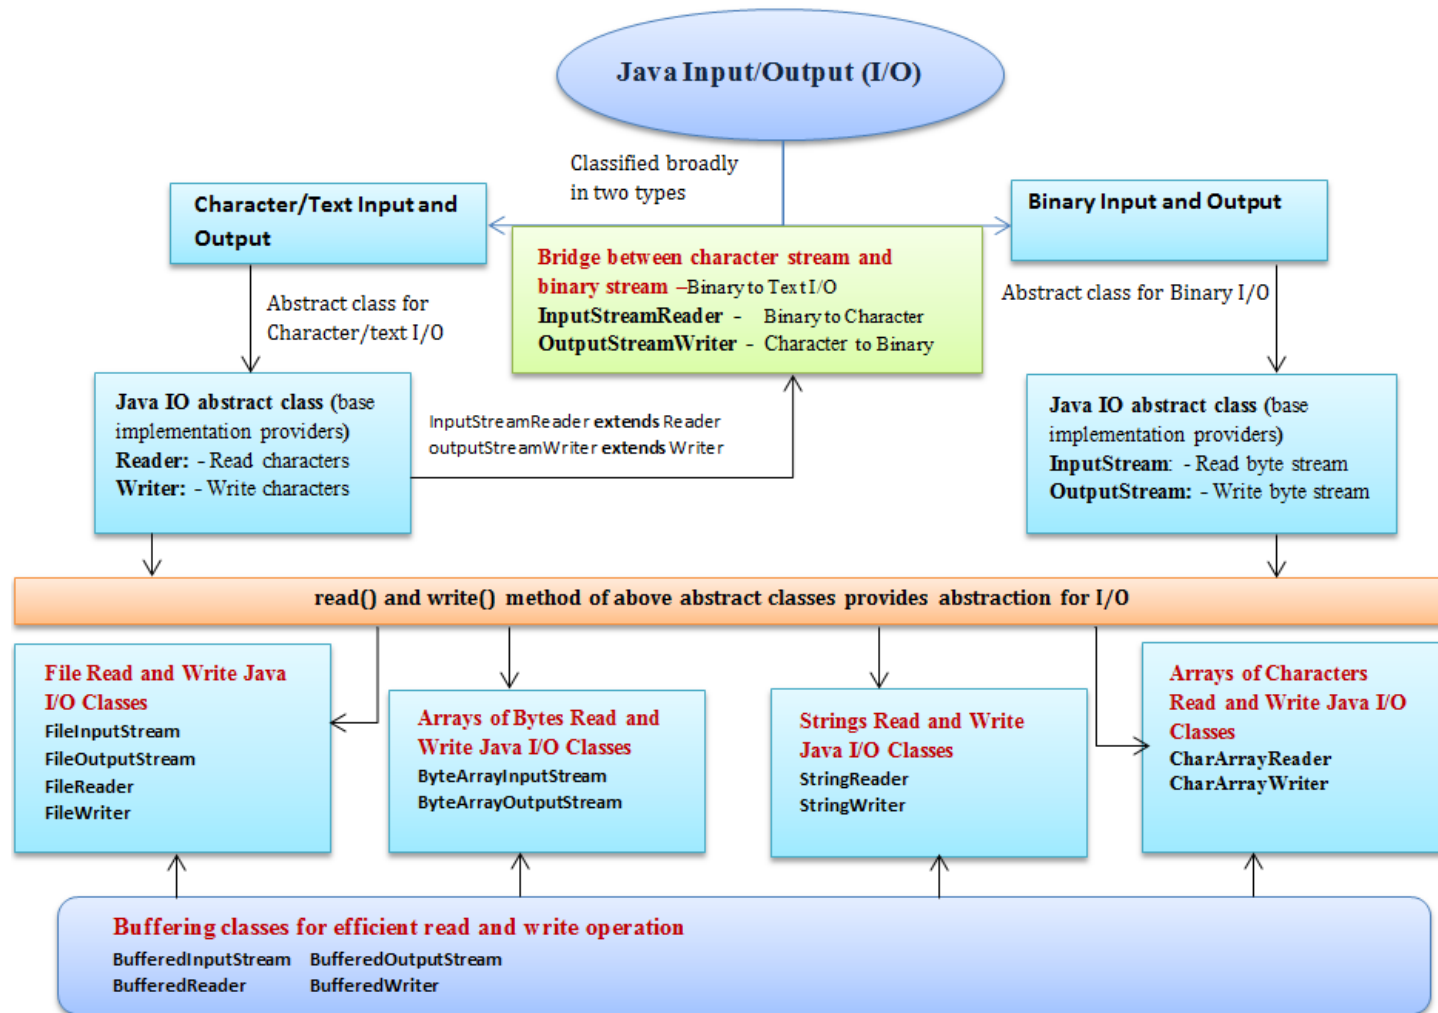 Java Input/Output (I/O)
Classified broadly
in two types
Character/Text Input and
Output
Binary Input and Output
Bridge between character stream and
binary stream –Binary to Text I/O
InputStreamReader - Binary to Character
OutputStreamWriter - Character to Binary
Abstract class for
Character/text I/O
Abstract class for Binary I/O
Java IO abstract class (base
implementation providers)
Reader: - Read characters
Writer: - Write characters
InputStreamReader extends Reader
outputStreamWriter extends Writer
Java IO abstract class (base
implementation providers)
InputStream: - Read byte stream
OutputStream: - Write byte stream
read() and write() method of above abstract classes provides abstraction for I/O
File Read and Write Java
I/O Classes
FileInputStream
FileOutputStream
FileReader
FileWriter
Arrays of Bytes Read and
Write Java I/O Classes
ByteArrayInputStream
ByteArrayOutputStream
Strings Read and Write
Java I/O Classes
StringReader
StringWriter
Arrays of Characters
Read and Write Java I/O
Classes
CharArrayReader
CharArrayWriter
Buffering classes for efficient read and write operation
BufferedInputStream BufferedOutputStream
BufferedReader BufferedWriter